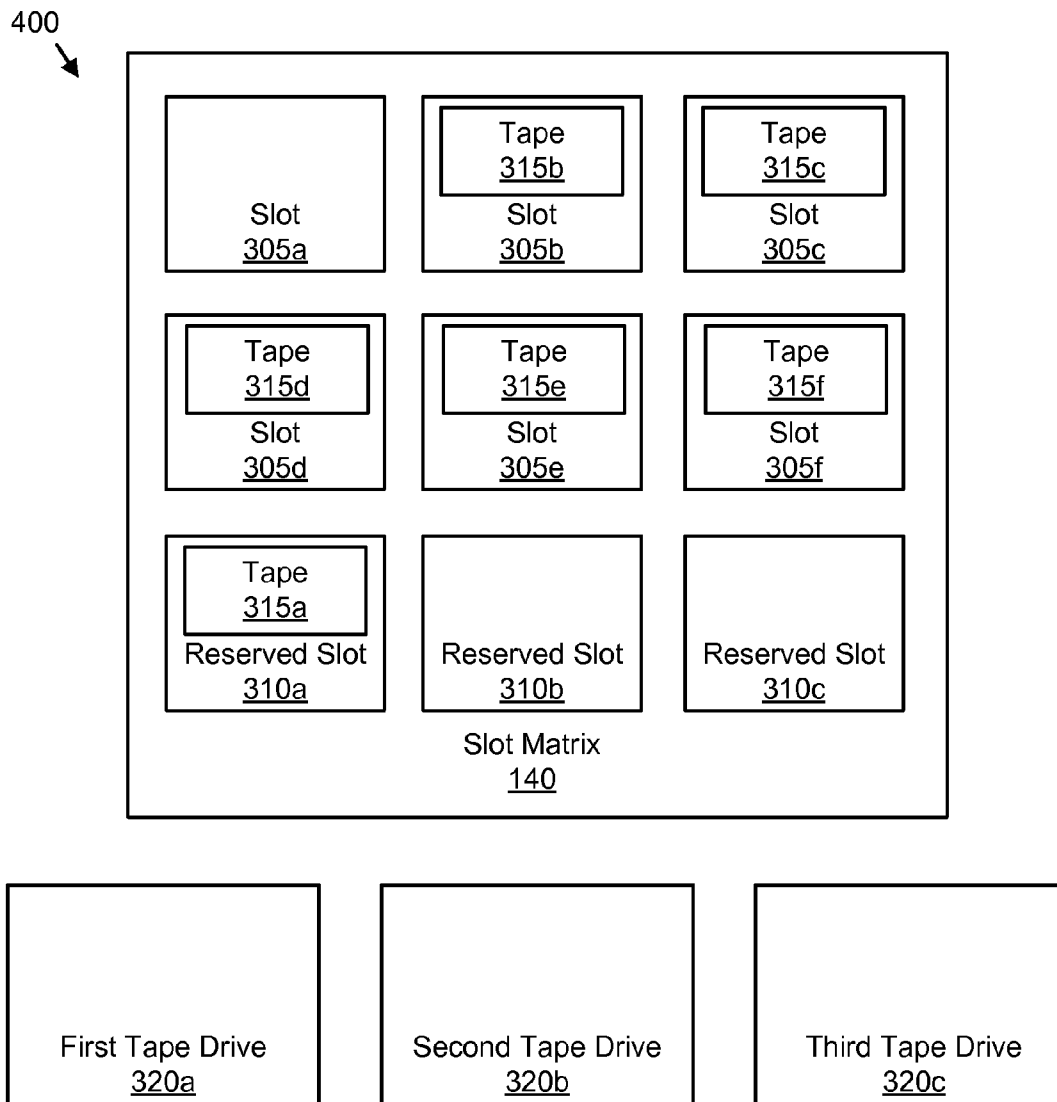 400
Tape
315b
Tape
315c
Slot
305a
Slot
305b
Slot
305c
Tape
315d
Tape
315e
Tape
315f
Slot
305d
Slot
305e
Slot
305f
Tape
315a
Reserved Slot
310a
Reserved Slot
310b
Reserved Slot
310c
Slot Matrix
140
First Tape Drive
320a
Second Tape Drive
320b
Third Tape Drive
320c